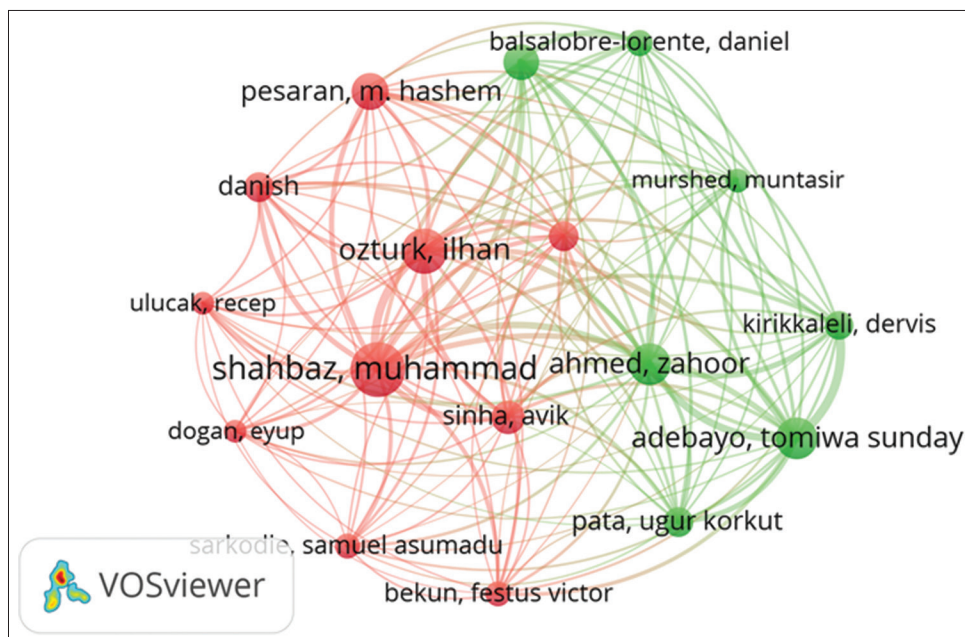 balsalobre-lorente, daniel
pesaran, m. hashem
danish
murshed, muntasir
ozturk, ilhan
ulucak, recep
kirikkaleli, dervis
shahbaz, muhammad
ahmed, zahoor
sinha, avik
dogan, eyup
adebayo, tomiwa sunday
pata, ugur korkut
sarkodie, samuel asumadu
VOSviewer
bekun, festus victor